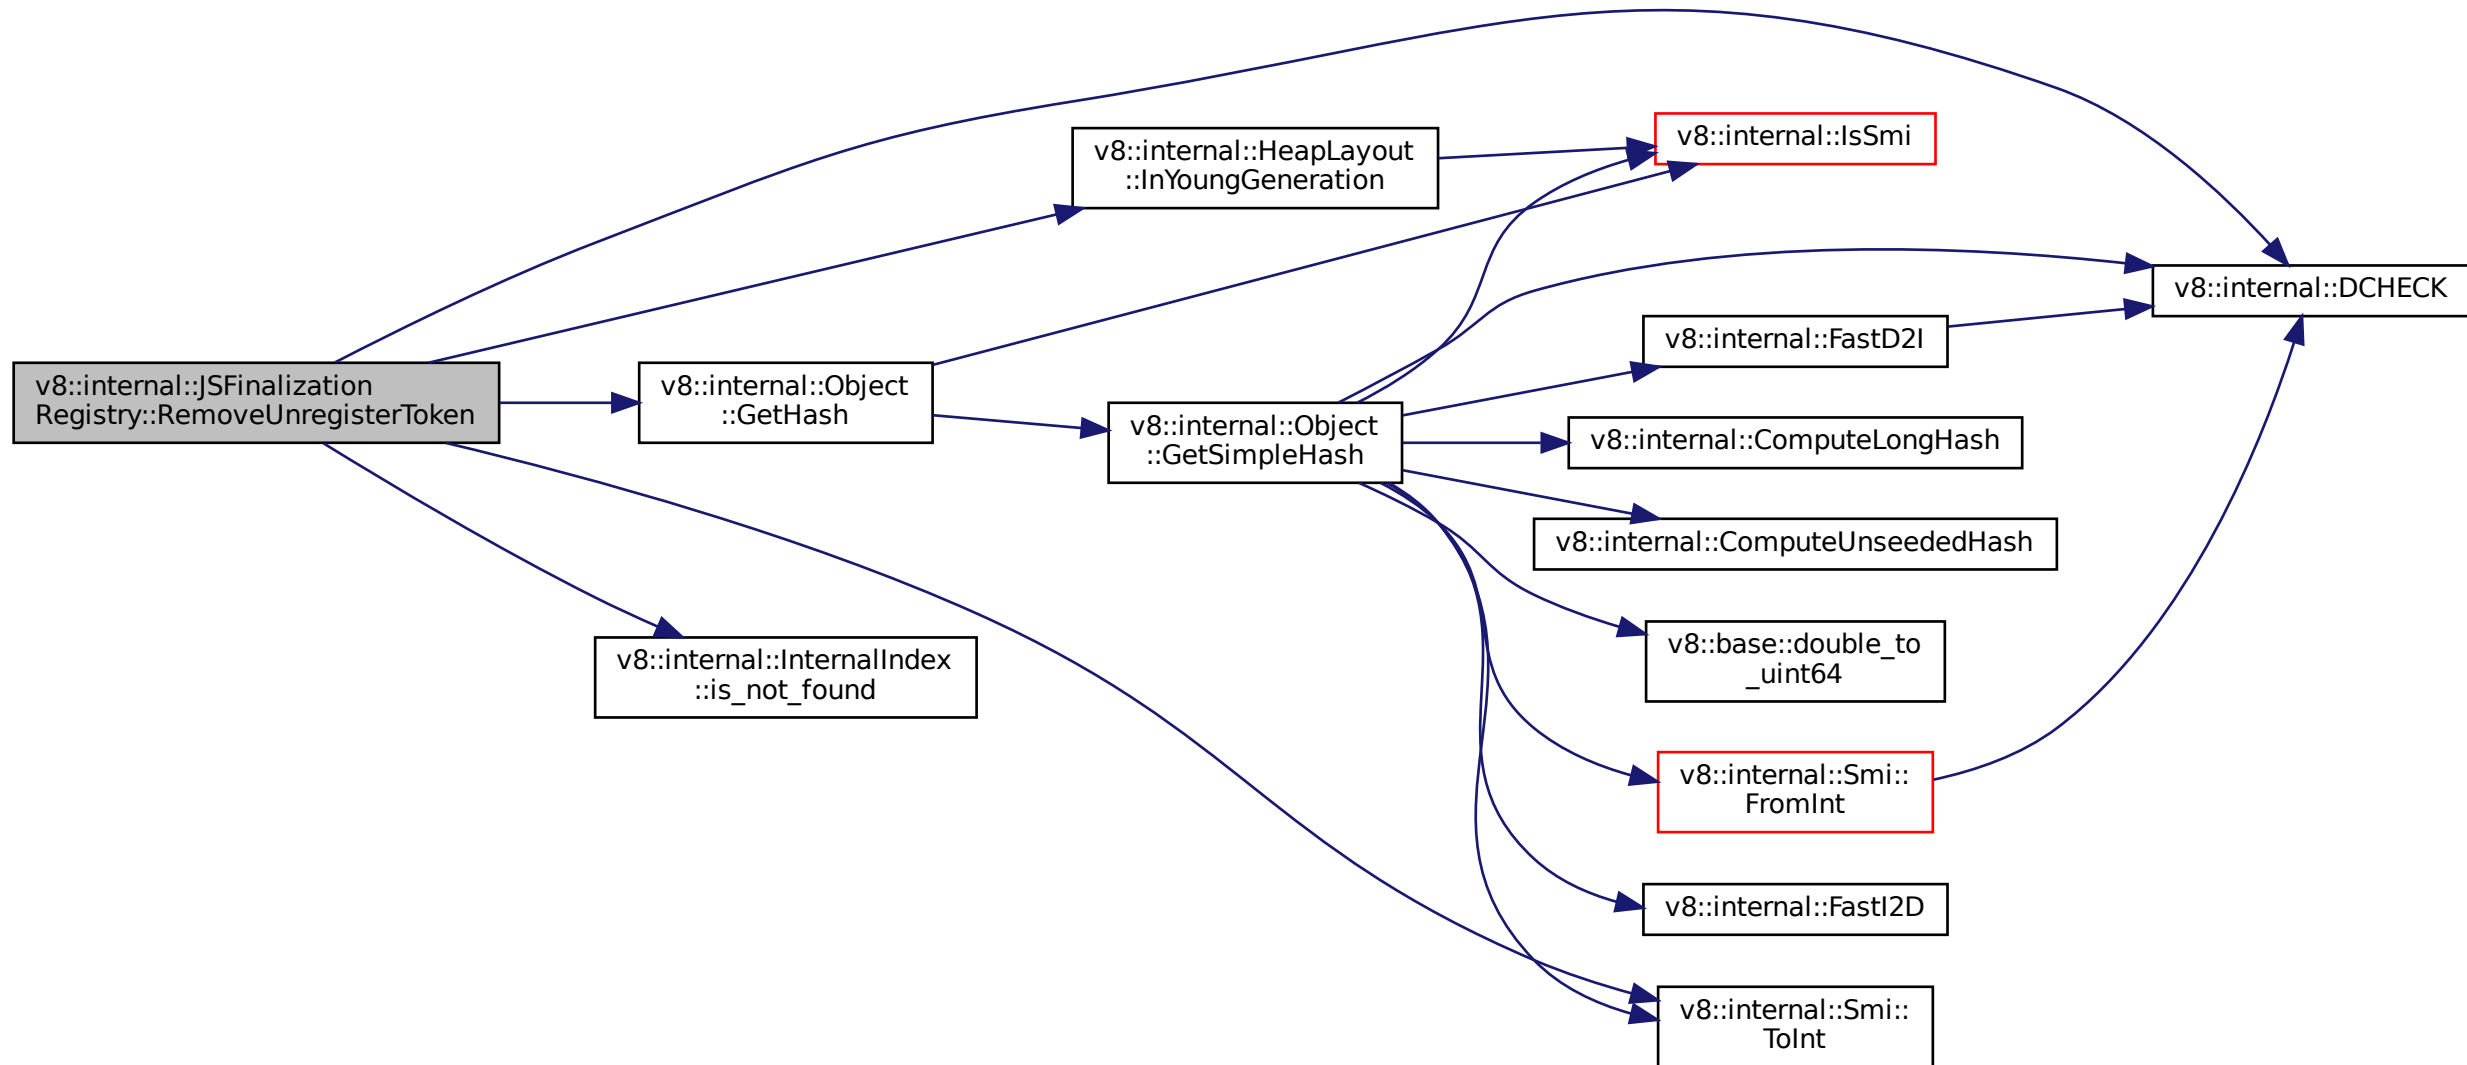 v8::internal::JSFinalization
Registry::RemoveUnregisterToken
v8::internal::HeapLayout
::InYoungGeneration
v8::internal::IsSmi
v8::internal::DCHECK
v8::internal::Object
::GetHash
v8::internal::Object
::GetSimpleHash
v8::internal::FastD2I
v8::internal::ComputeLongHash
v8::internal::ComputeUnseededHash
v8::base::double_to
_uint64
v8::internal::InternalIndex
::is_not_found
v8::internal::Smi::
FromInt
v8::internal::FastI2D
v8::internal::Smi::
ToInt